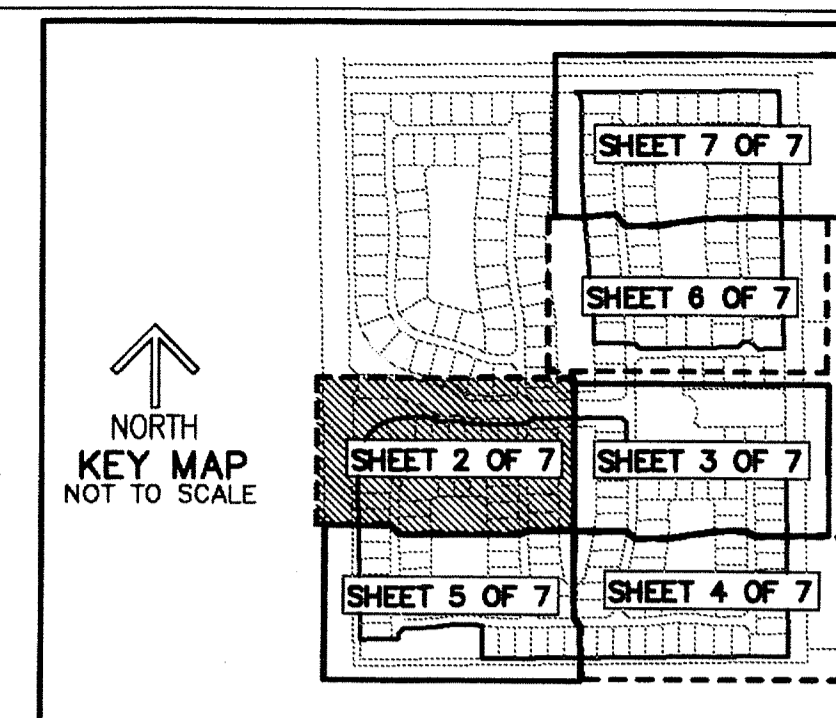 SHEET 7 OF 7
SHEET 6 OF 7
NORTH
KEY MAP
NOT TO SCALE
SHEET 2 OF 7
SHEET 3 OF 7
SHEET 5 OF 7
SHEET 4 OF 7